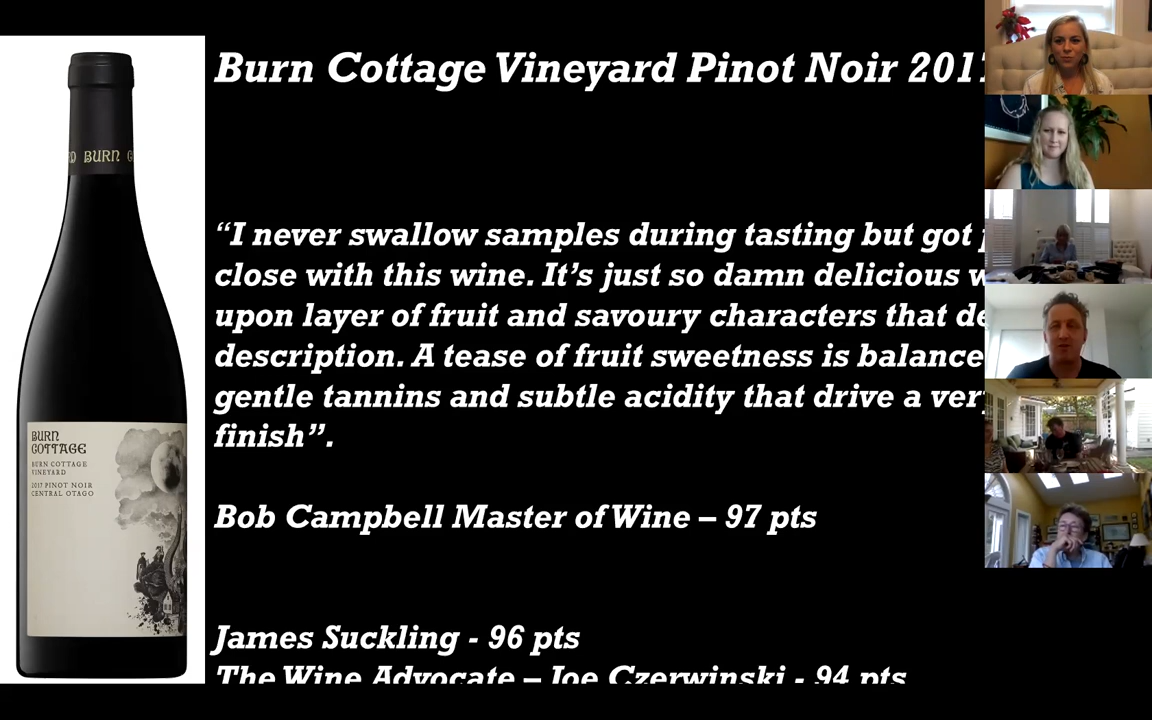 Burn Cottage Vineyard Pinot Noir 2017
“I never swallow samples during tasting but got
close with this wine. It’s just so damn delicious
upon layer of fruit and savoury characters that
description. A tease of fruit sweetness is balance
gentle tannins and subtle acidity that drive a very
finish”.
Bob Campbell Master of Wine – 97 pts
James Suckling - 96 pts
The Wine Advocate – Joe Czerwinski - 94 pts
BURN
BURN
COTTAGE
BURN COTTAGE
VINEYARD
2017 PINOT NOIR
CENTRAL OTAGO